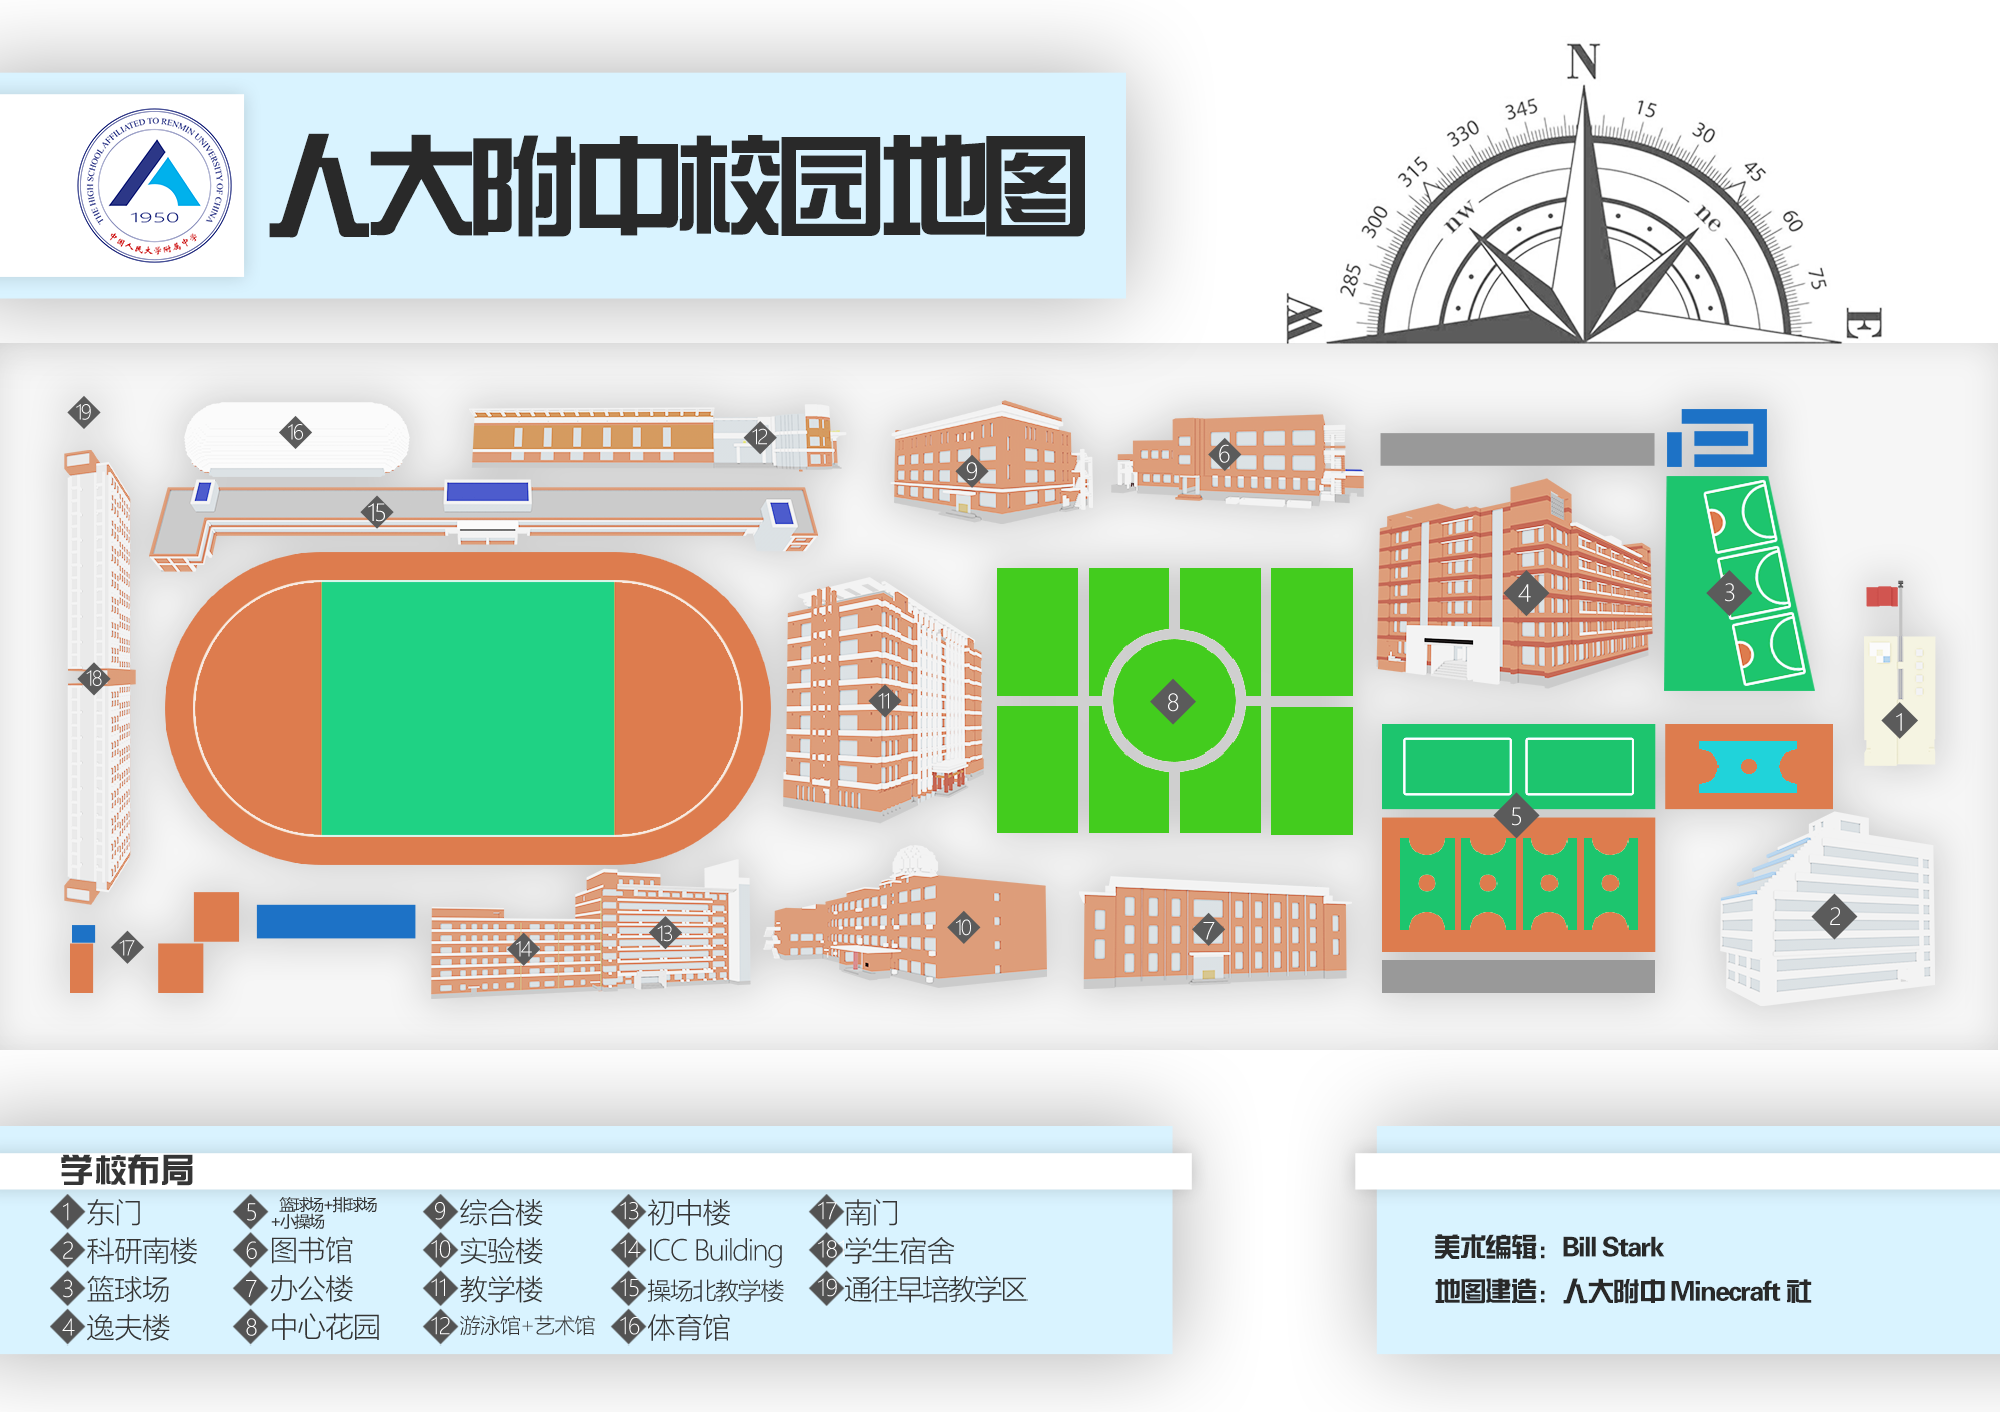 人大附中校园地图
THE HIGH SCHOOL AFFILIATED TO RENMIN UNIVERSITY OF CHINA
1950
中国人民大学附属中学
N
345
15
330
30
315
45
300
60
285
75
nw
ne
W
E
19
16
12
9
6
15
4
3
18
11
8
1
5
17
14
13
10
7
2
学校布局
1 东门
2 科研南楼
3 篮球场
4 逸夫楼
5 篮球场+排球场
+小操场
6 图书馆
7 办公楼
8 中心花园
9 综合楼
10 实验楼
11 教学楼
12 游泳馆+艺术馆
13 初中楼
14 ICC Building
15 操场北教学楼
16 体育馆
17 南门
18 学生宿舍
19 通往早培教学区
美术编辑：Bill Stark
地图建造：人大附中 Minecraft 社